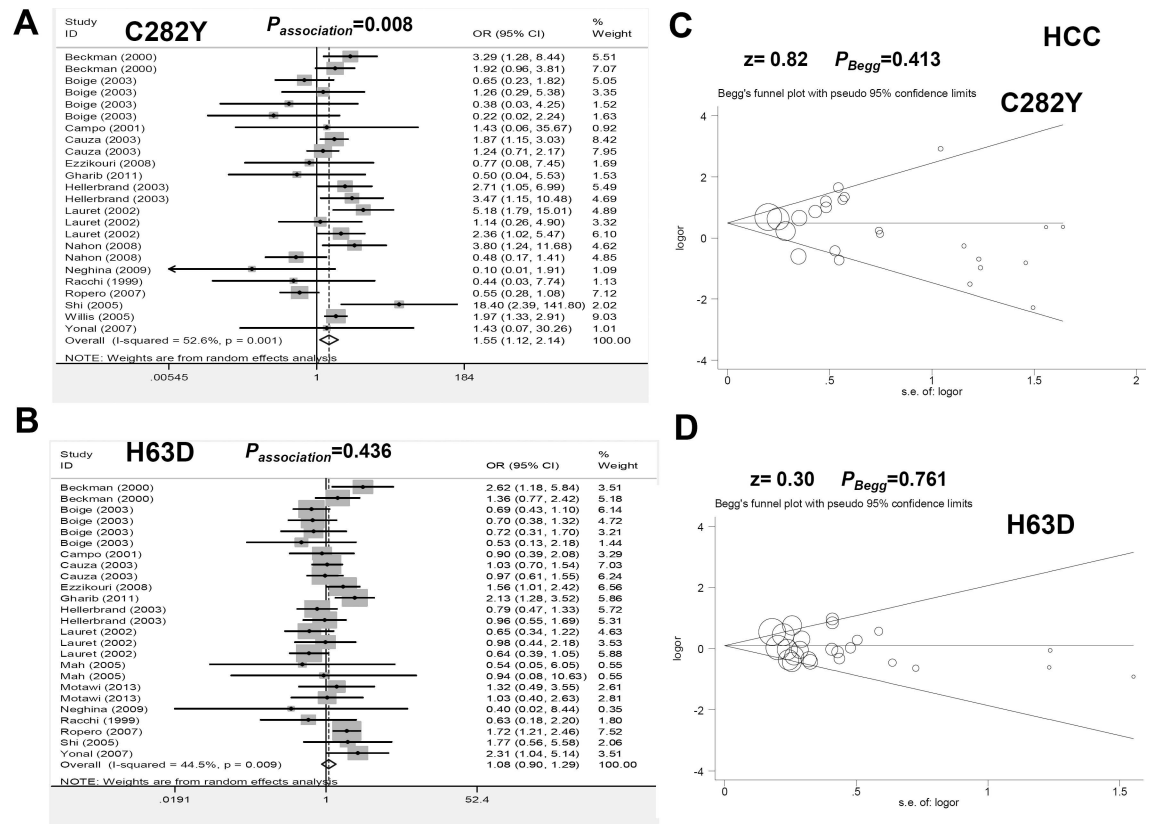 A
C282Y
P association=0.008
Study
ID
OR (95% CI)
%
Weight
Beckman (2000) 3.29 (1.28, 8.44) 5.51
Beckman (2000) 1.92 (0.96, 3.81) 7.07
Boige (2003) 0.65 (0.23, 1.82) 5.05
Boige (2003) 1.26 (0.29, 5.38) 3.35
Boige (2003) 0.38 (0.03, 4.25) 1.52
Boige (2003) 0.22 (0.02, 2.24) 1.63
Campo (2001) 1.43 (0.06, 35.67) 0.92
Cauza (2003) 1.87 (1.15, 3.03) 8.42
Cauza (2003) 1.24 (0.71, 2.17) 7.95
Ezzikouri (2008) 0.77 (0.08, 7.45) 1.69
Gharib (2011) 0.50 (0.04, 5.53) 1.53
Hellerbrand (2003) 2.71 (1.05, 6.99) 5.49
Hellerbrand (2003) 3.47 (1.15, 10.48) 4.69
Lauret (2002) 5.18 (1.79, 15.01) 4.89
Lauret (2002) 1.14 (0.26, 4.90) 3.32
Lauret (2002) 2.36 (1.02, 5.47) 6.10
Nahon (2008) 3.80 (1.24, 11.68) 4.62
Nahon (2008) 0.48 (0.17, 1.41) 4.85
Neghina (2009) 0.10 (0.01, 1.91) 1.09
Racchi (1999) 0.44 (0.03, 7.74) 1.13
Ropero (2007) 0.55 (0.28, 1.08) 7.12
Shi (2005) 18.40 (2.39, 141.80) 2.02
Willis (2005) 1.97 (1.33, 2.91) 9.03
Yonal (2007) 1.43 (0.07, 30.26) 1.01
Overall (I-squared = 52.6%, p = 0.001) 1.55 (1.12, 2.14) 100.00
NOTE: Weights are from random effects analysis
.00545 1 184
C
HCC
z= 0.82 P Begg=0.413
Begg's funnel plot with pseudo 95% confidence limits
C282Y
logor
4
2
0
-2
-4
0 .5 1 1.5 2
s.e. of: logor
B
H63D
P association=0.436
Study
ID
OR (95% CI)
%
Weight
Beckman (2000) 2.62 (1.18, 5.84) 3.51
Beckman (2000) 1.36 (0.77, 2.42) 5.18
Boige (2003) 0.69 (0.43, 1.10) 6.14
Boige (2003) 0.70 (0.38, 1.32) 4.72
Boige (2003) 0.72 (0.31, 1.70) 3.21
Boige (2003) 0.53 (0.13, 2.18) 1.44
Campo (2001) 0.90 (0.39, 2.08) 3.29
Cauza (2003) 1.03 (0.70, 1.54) 7.03
Cauza (2003) 0.97 (0.61, 1.55) 6.24
Ezzikouri (2008) 1.56 (1.01, 2.42) 6.56
Gharib (2011) 2.13 (1.28, 3.52) 5.86
Hellerbrand (2003) 0.79 (0.47, 1.33) 5.72
Hellerbrand (2003) 0.96 (0.55, 1.69) 5.31
Lauret (2002) 0.65 (0.34, 1.22) 4.63
Lauret (2002) 0.98 (0.44, 2.18) 3.53
Lauret (2002) 0.64 (0.39, 1.05) 5.88
Mah (2005) 0.54 (0.05, 6.05) 0.55
Mah (2005) 0.94 (0.08, 10.63) 0.55
Motawi (2013) 1.32 (0.49, 3.55) 2.61
Motawi (2013) 1.03 (0.40, 2.63) 2.81
Neghina (2009) 0.40 (0.02, 8.44) 0.35
Racchi (1999) 0.63 (0.18, 2.20) 1.80
Ropero (2007) 1.72 (1.21, 2.46) 7.52
Shi (2005) 1.77 (0.56, 5.58) 2.06
Yonal (2007) 2.31 (1.04, 5.14) 3.51
Overall (I-squared = 44.5%, p = 0.009) 1.08 (0.90, 1.29) 100.00
NOTE: Weights are from random effects analysis
.0191 1 52.4
D
z= 0.30 P Begg=0.761
Begg's funnel plot with pseudo 95% confidence limits
H63D
logor
4
2
0
-2
-4
0 .5 1 1.5
s.e. of: logor